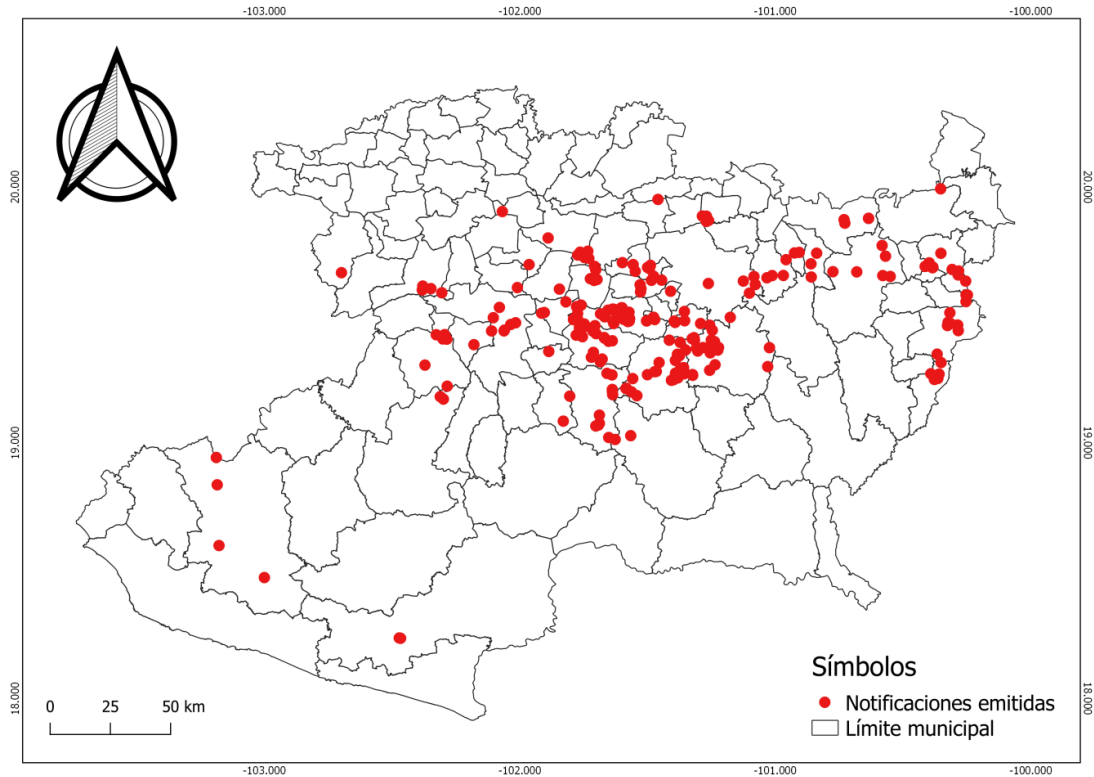 -103.000 -102.000 -101.000 -100.000
20.000 20.000
19.000 19.000
18.000 18.000
Símbolos
Notificaciones emitidas
Límite municipal
0 25 50 km
-103.000 -102.000 -101.000 -100.000